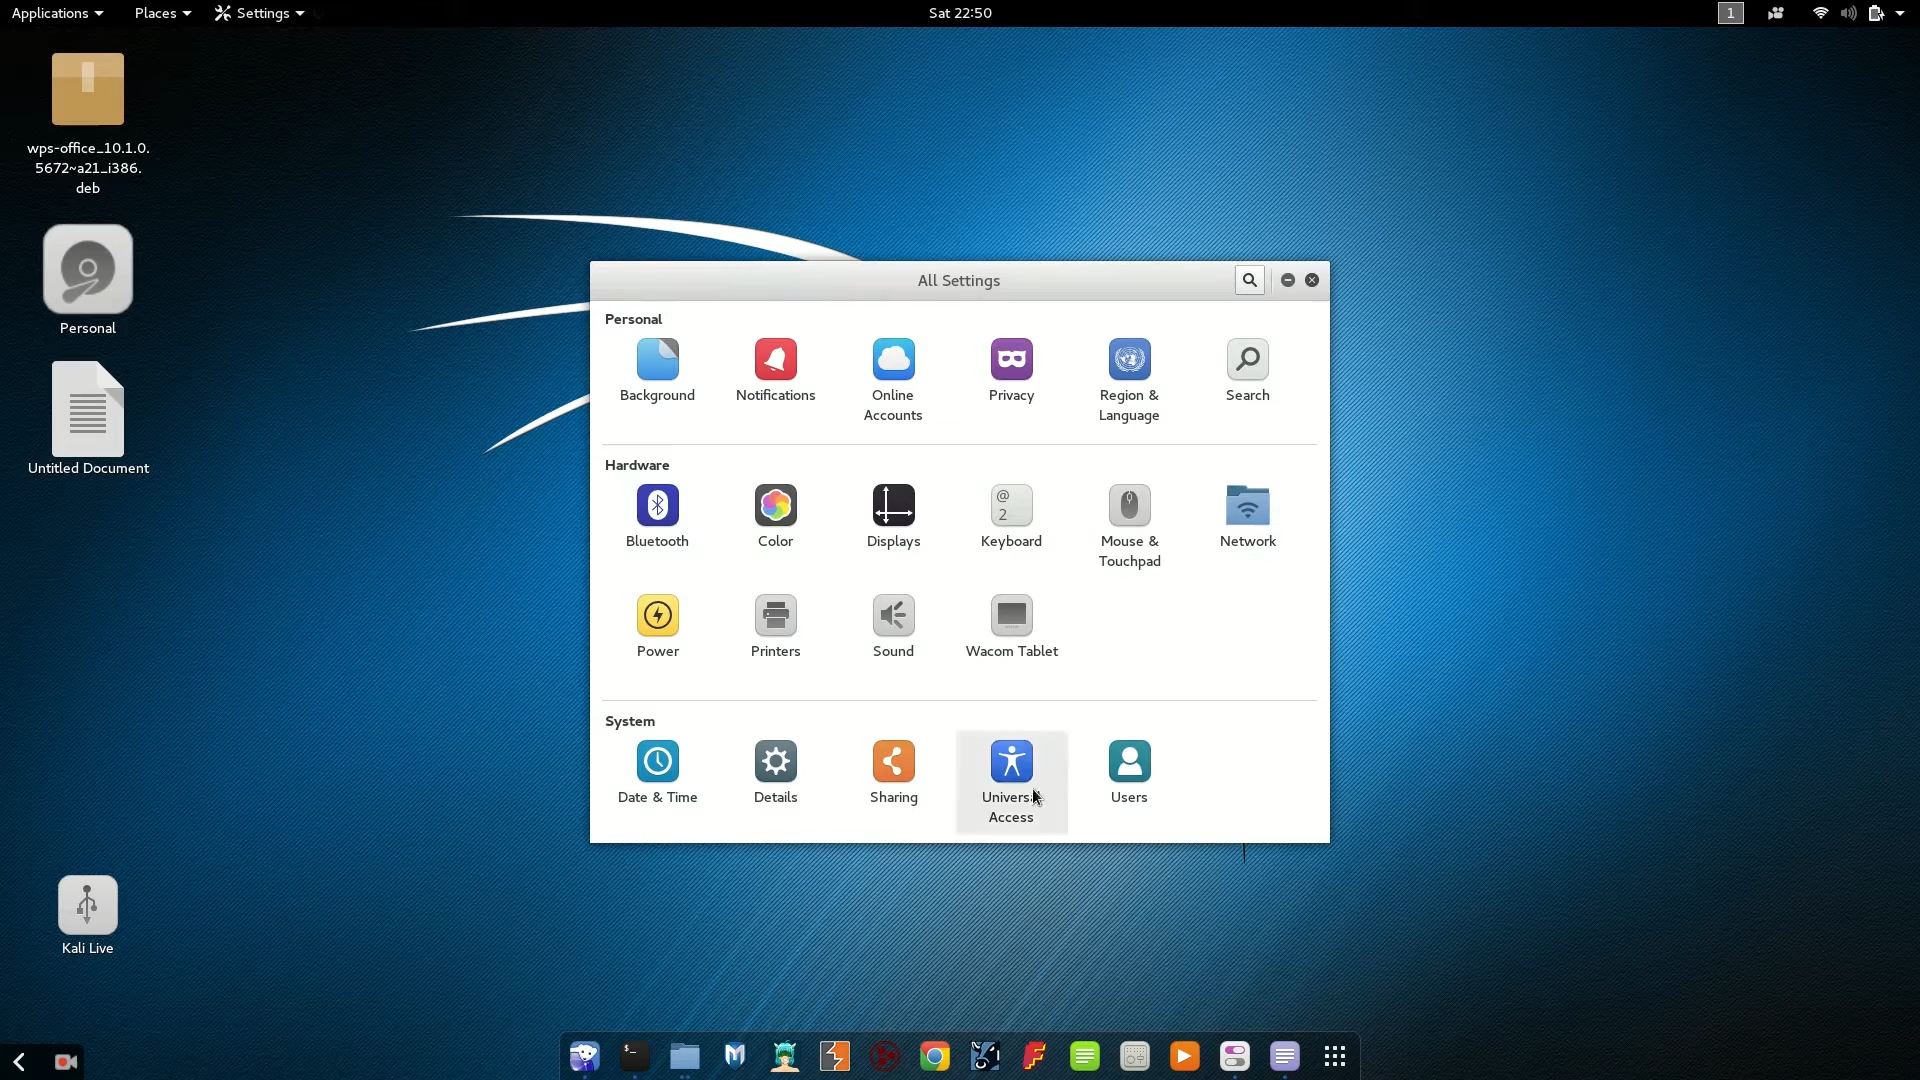 Applications Places Settings Sat 22:50 1
wps-office_10.1.0.
5672~a21_i386.
deb
Personal
Untitled Document
Kali Live
All Settings
Personal
Background Notifications Online Accounts Privacy Region & Language Search
Hardware
Bluetooth Color Displays Keyboard Mouse & Touchpad Network
@
2
Power Printers Sound Wacom Tablet
System
Date & Time Details Sharing Universal Access Users
$_